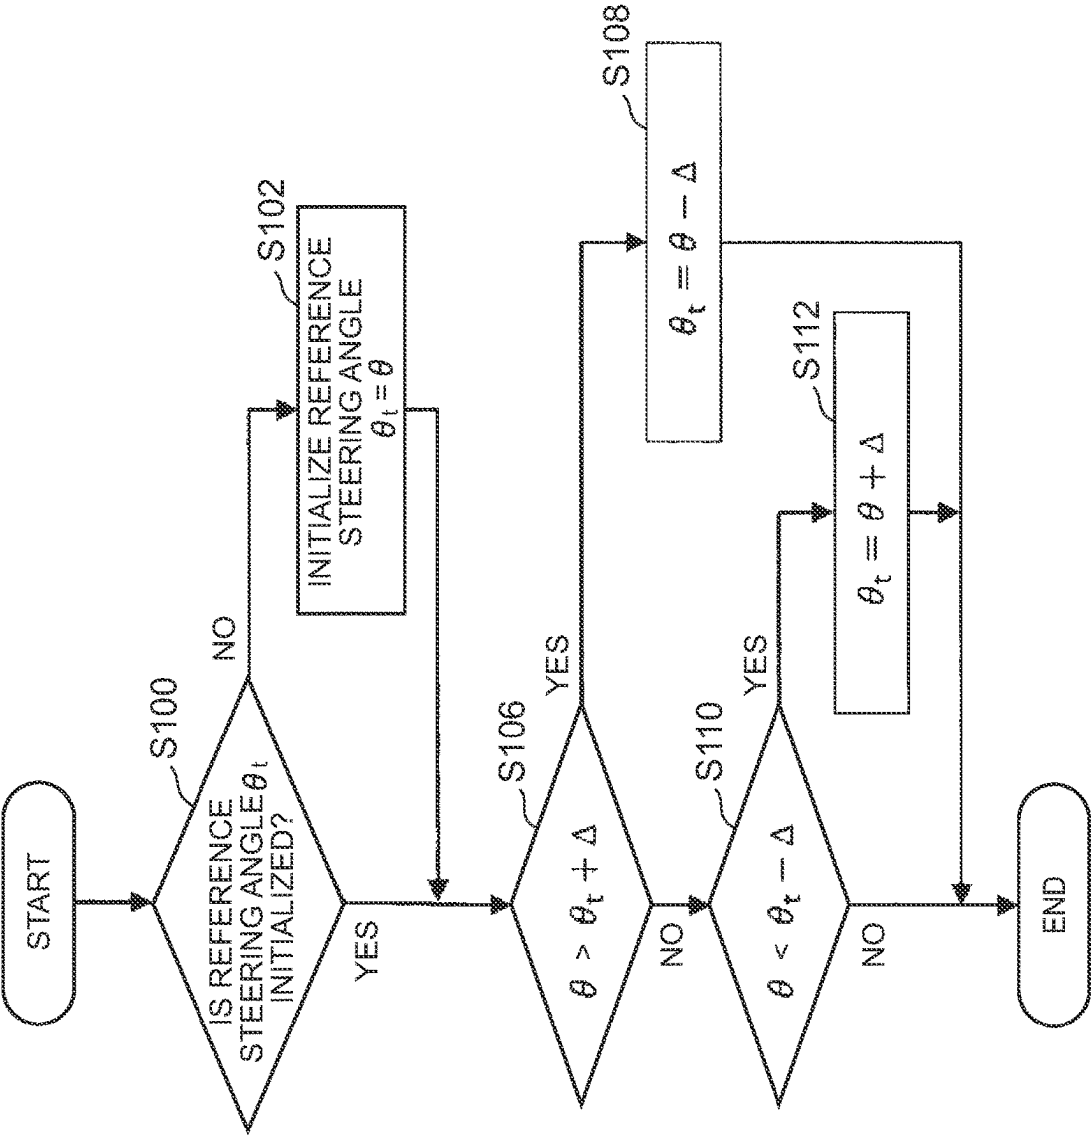 START
S100
IS REFERENCE
STEERING ANGLE θt
INITIALIZED?
NO
YES
S102
INITIALIZE REFERENCE
STEERING ANGLE
θt = θ
S106
θ > θt + Δ
YES
NO
S108
θt = θ − Δ
S110
θ < θt − Δ
YES
NO
S112
θt = θ + Δ
END